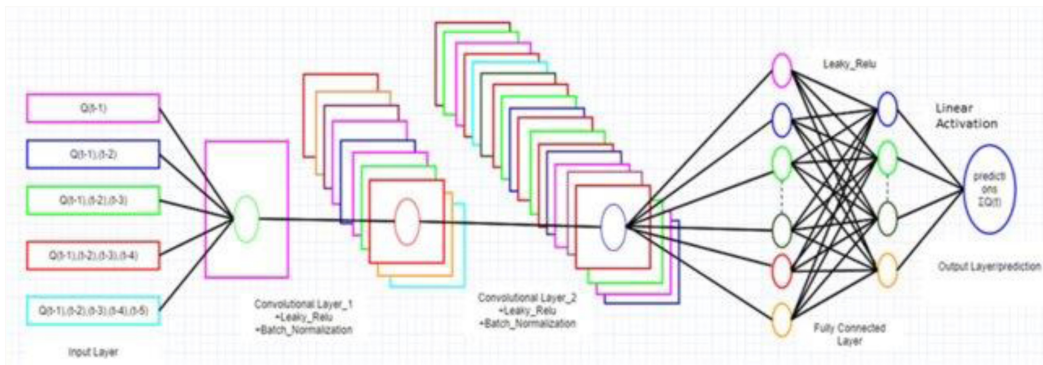 Q(t-1)
Q(t-1),(t-2)
Q(t-1),(t-2),(t-3)
Q(t-1),(t-2),(t-3),(t-4)
Q(t-1),(t-2),(t-3),(t-4),(t-5)
Input Layer
Convolutional Layer_1
+Leaky_Relu
+Batch_Normalization
Convolutional Layer_2
+Leaky_Relu
+Batch_Normalization
Leaky_Relu
Fully Connected
Layer
Linear
Activation
predicti
ons
ΣQ(t)
Output Layer/prediction